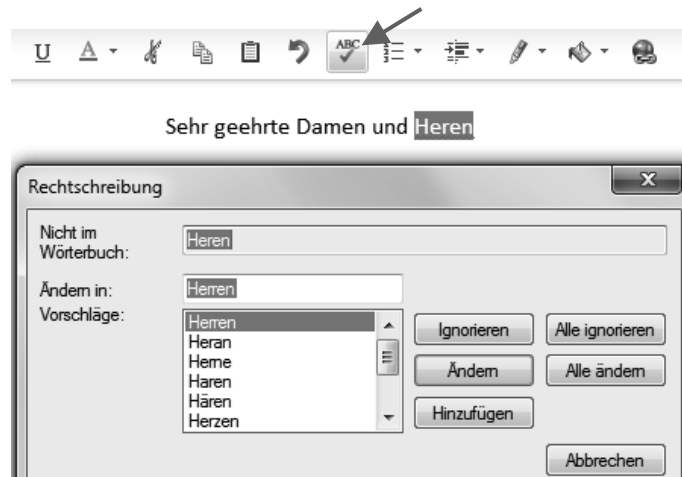 U A ABC
Sehr geehrte Damen und Heren
Rechtschreibung
Nicht im
Wörterbuch:
Heren
Ändern in:
Herren
Vorschläge:
Herren
Heran
Herne
Haren
Hären
Herzen
Ignorieren
Alle ignorieren
Ändern
Alle ändern
Hinzufügen
Abbrechen